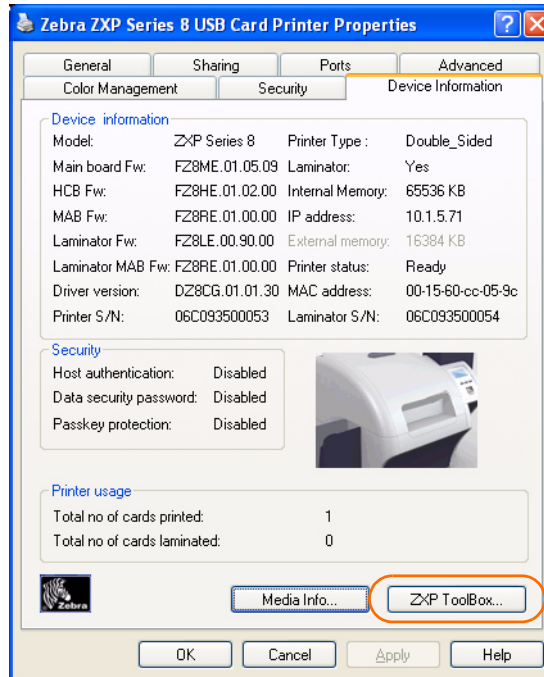 Zebra ZXP Series 8 USB Card Printer Properties
General Sharing Ports Advanced
Color Management Security Device Information
Device information
Model: ZXP Series 8 Printer Type : Double_Sided
Main board Fw: FZ8ME.01.05.09 Laminator: Yes
HCB Fw: FZ8HE.01.02.00 Internal Memory: 65536 KB
MAB Fw: FZ8RE.01.00.00 IP address: 10.1.5.71
Laminator Fw: FZ8LE.00.90.00 External memory: 16384 KB
Laminator MAB Fw: FZ8RE.01.00.00 Printer status: Ready
Driver version: DZ8CG.01.01.30 MAC address: 00-15-60-cc-05-9c
Printer S/N: 06C093500053 Laminator S/N: 06C093500054
Security
Host authentication: Disabled
Data security password: Disabled
Passkey protection: Disabled
Printer usage
Total no of cards printed: 1
Total no of cards laminated: 0
Zebra
Media Info... ZXP ToolBox...
OK Cancel Apply Help